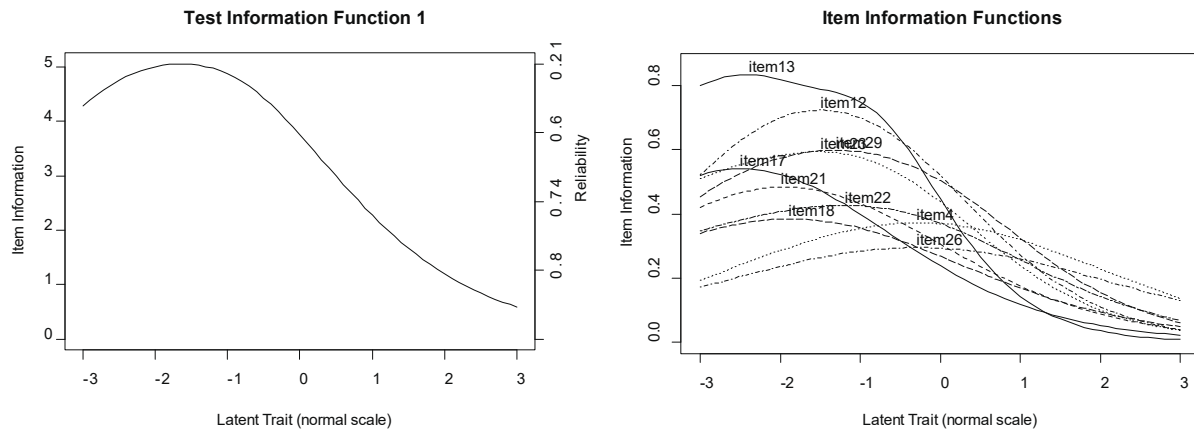 Test Information Function 1
5
4
3
2
1
0
Item Information
-3
-2
-1
0
1
2
3
Latent Trait (normal scale)
0.2 1
0.6
0.74
0.8
Reliability
Item Information Functions
0.8
0.6
0.4
0.2
0.0
Item Information
item13
item12
item29
item17
item21
item22
item18
item4
item26
-3
-2
-1
0
1
2
3
Latent Trait (normal scale)